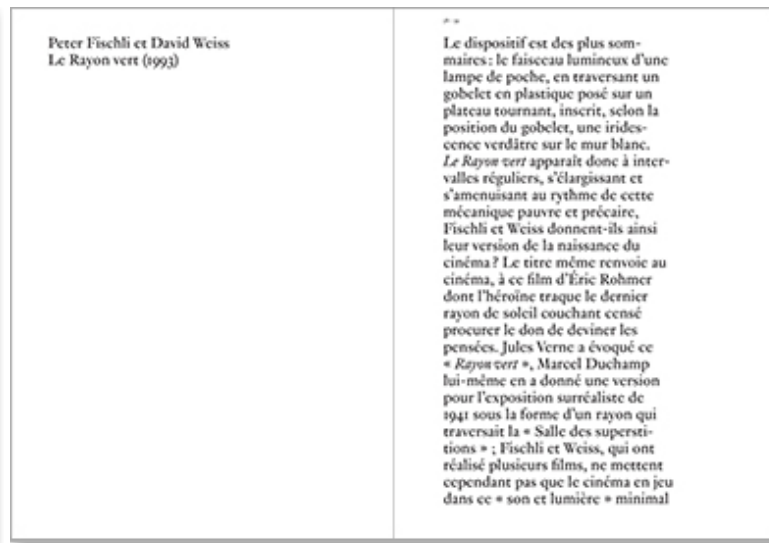 Peter Fischli et David Weiss
Le Rayon vert (1993)
Le dispositif est des plus som-
maires : le faisceau lumineux d'une
lampe de poche, en traversant un
gobelet en plastique posé sur un
plateau tournant, inscrit, selon la
position du gobelet, une irides-
cence verdâtre sur le mur blanc.
Le Rayon vert apparaît donc à inter-
valles réguliers, s'élargissant et
s'amenuisant au rythme de cette
mécanique pauvre et précaire,
Fischli et Weiss donnent-ils ainsi
leur version de la naissance du
cinéma ? Le titre même renvoie au
cinéma, à ce film d'Éric Rohmer
dont l'héroïne traque le dernier
rayon de soleil couchant censé
procurer le don de deviner les
pensées. Jules Verne a évoqué ce
« Rayon vert », Marcel Duchamp
lui-même en a donné une version
pour l'exposition surréaliste de
1941 sous la forme d'un rayon qui
traversait la « Salle des supersti-
tions » ; Fischli et Weiss, qui ont
réalisé plusieurs films, ne mettent
cependant pas que le cinéma en jeu
dans ce « son et lumière » minimal